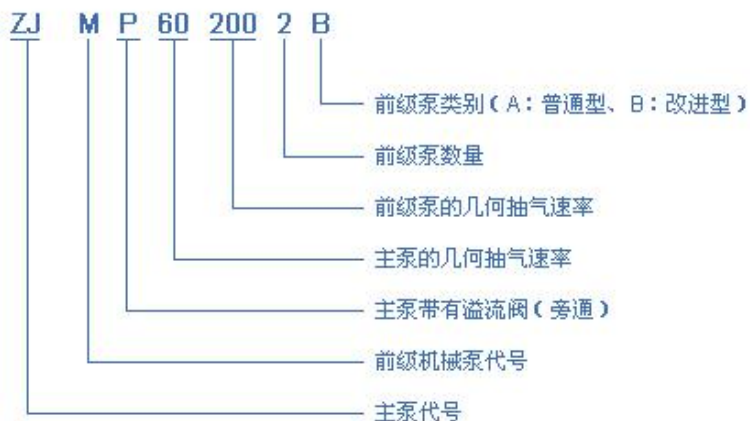 ZJ M P 60 200 2 B
前级泵类别(A:普通型、B:改进型)
前级泵数量
前级泵的几何抽气速率
主泵的几何抽气速率
主泵带有溢流阀(旁通)
前级机械泵代号
主泵代号